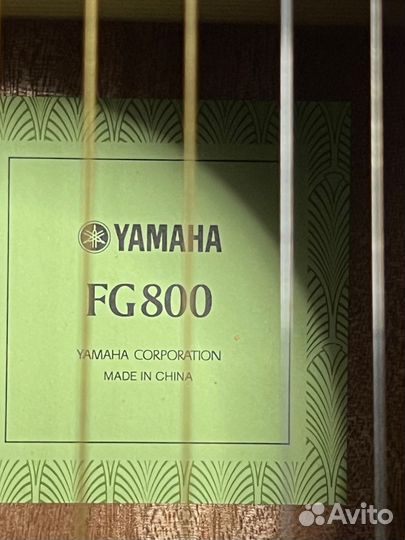 YAMAHA
FG800
YAMAHA CORPORATION
MADE IN CHINA
Avito